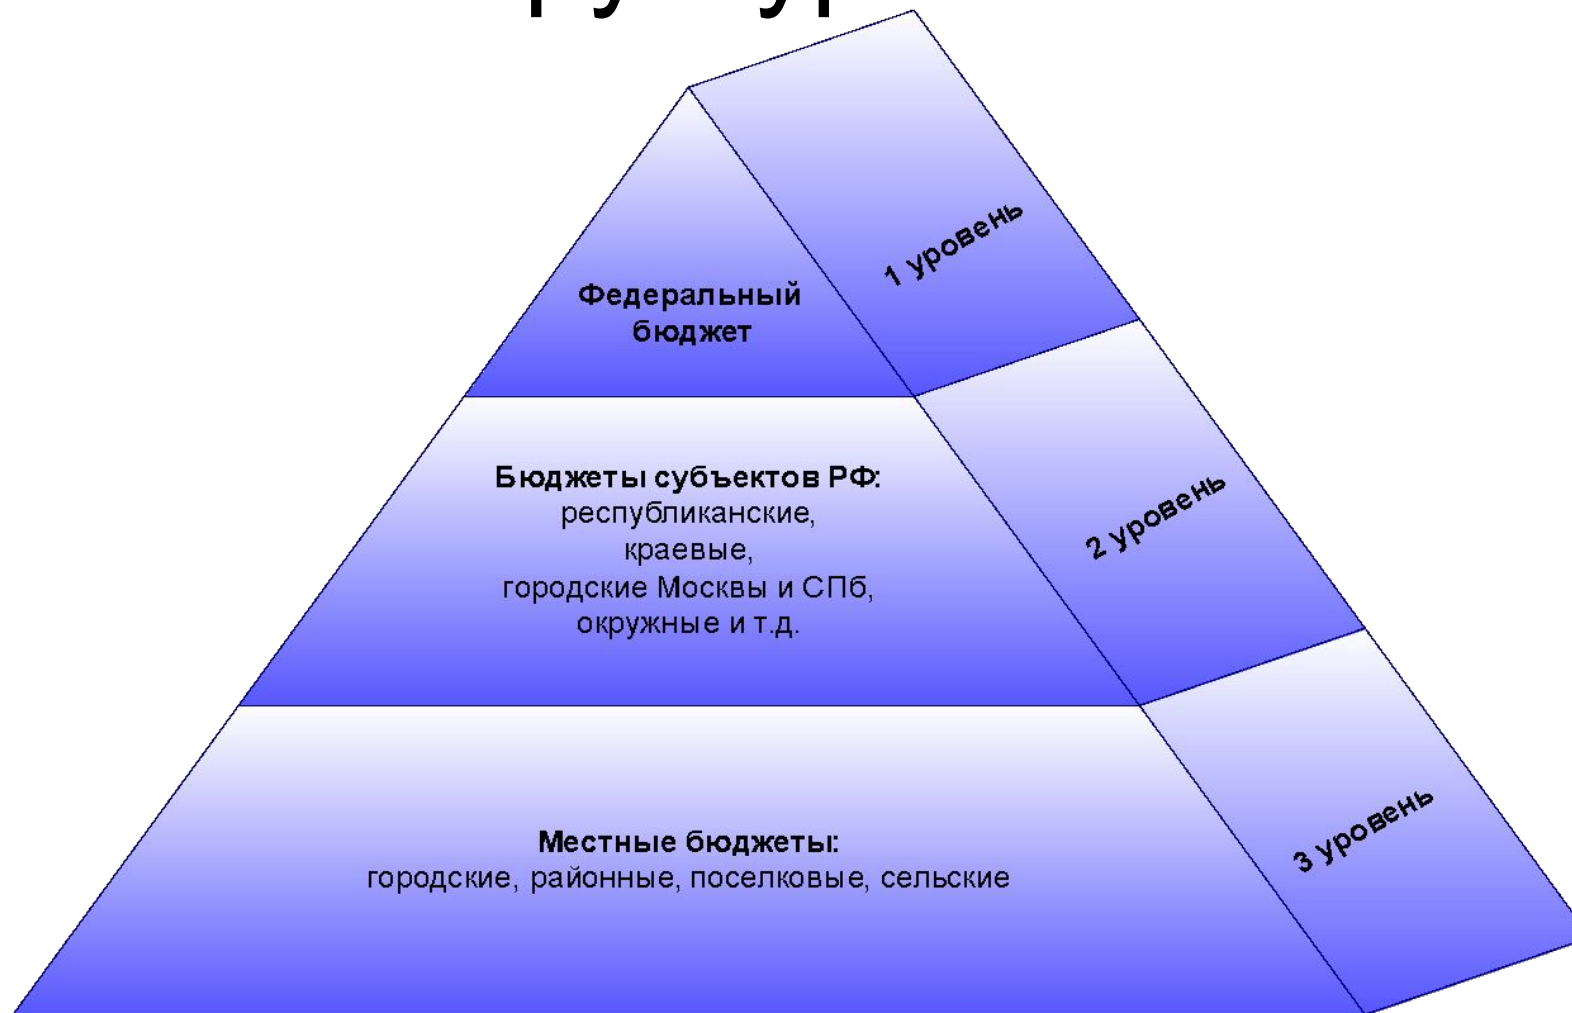 Федеральный
бюджет
1 уровень
Бюджеты субъектов РФ:
республиканские,
краевые,
городские Москвы и СПб,
окружные и т.д.
2 уровень
Местные бюджеты:
городские, районные, поселковые, сельские
3 уровень